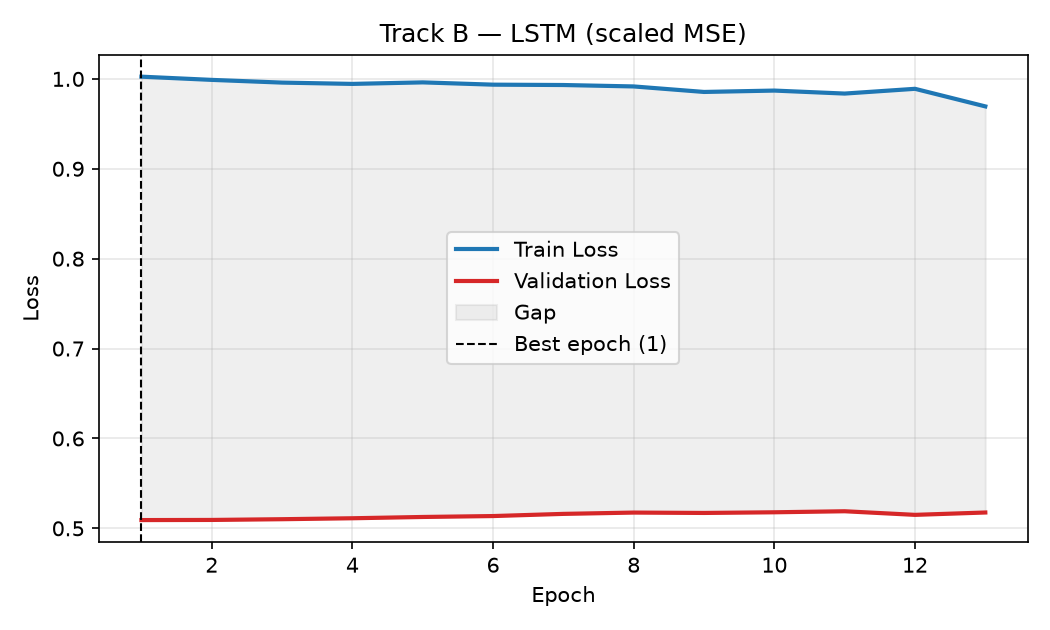 Track B — LSTM (scaled MSE)
1.0
0.9
0.8
0.7
0.6
0.5
Loss
Train Loss
Validation Loss
Gap
Best epoch (1)
2 4 6 8 10 12
Epoch